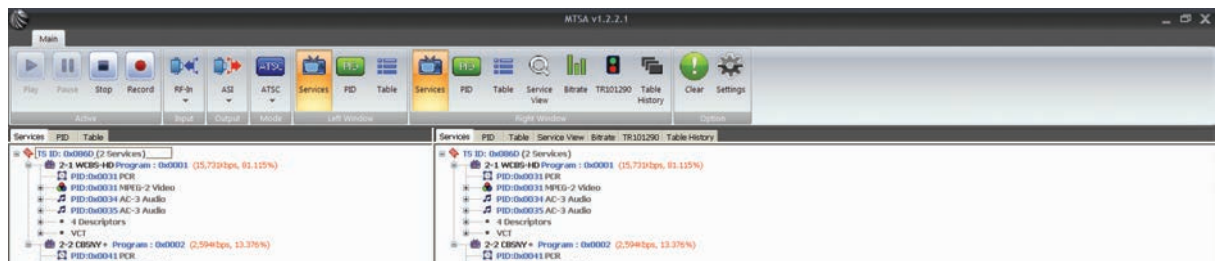 MTSA v1.2.2.1
Main
Play Pause Stop Record RF-In ASI ATSC Services PID Table Services PID Table Service View Bitrate TR101290 Table History Clear Settings
Active Input Output Mode Left Window Right Window Option
Services PID Table
TS ID: 0x086D (2 Services)
2-1 WCBS-HD Program : 0x0001 (15,731kbps, 81.115%)
PID:0x0031 PCR
PID:0x0031 MPEG-2 Video
PID:0x0034 AC-3 Audio
PID:0x0035 AC-3 Audio
4 Descriptors
VCT
2-2 CBSNY+ Program : 0x0002 (2,594kbps, 13.376%)
PID:0x0041 PCR
Services PID Table Service View Bitrate TR101290 Table History
TS ID: 0x086D (2 Services)
2-1 WCBS-HD Program : 0x0001 (15,731kbps, 81.115%)
PID:0x0031 PCR
PID:0x0031 MPEG-2 Video
PID:0x0034 AC-3 Audio
PID:0x0035 AC-3 Audio
4 Descriptors
VCT
2-2 CBSNY+ Program : 0x0002 (2,594kbps, 13.376%)
PID:0x0041 PCR